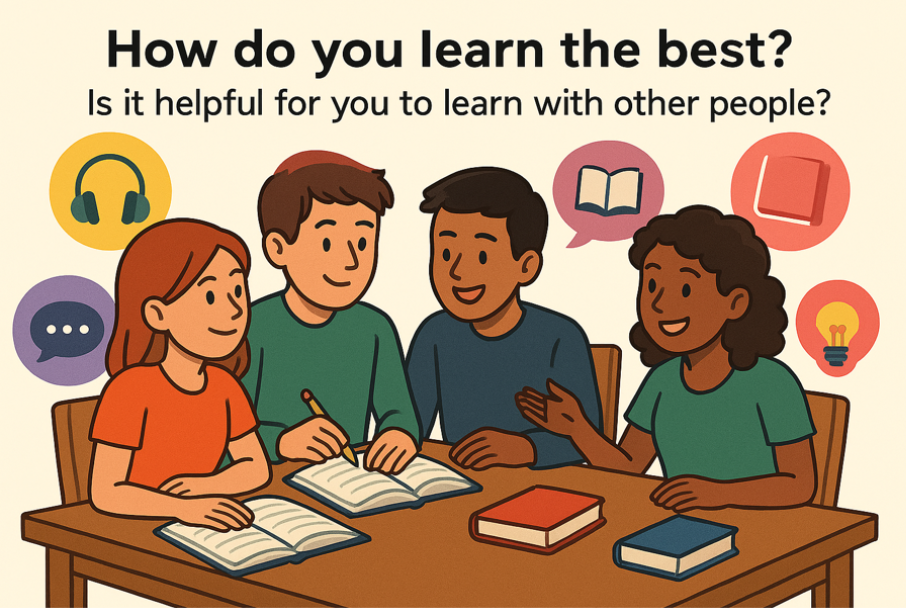 How do you learn the best?
Is it helpful for you to learn with other people?